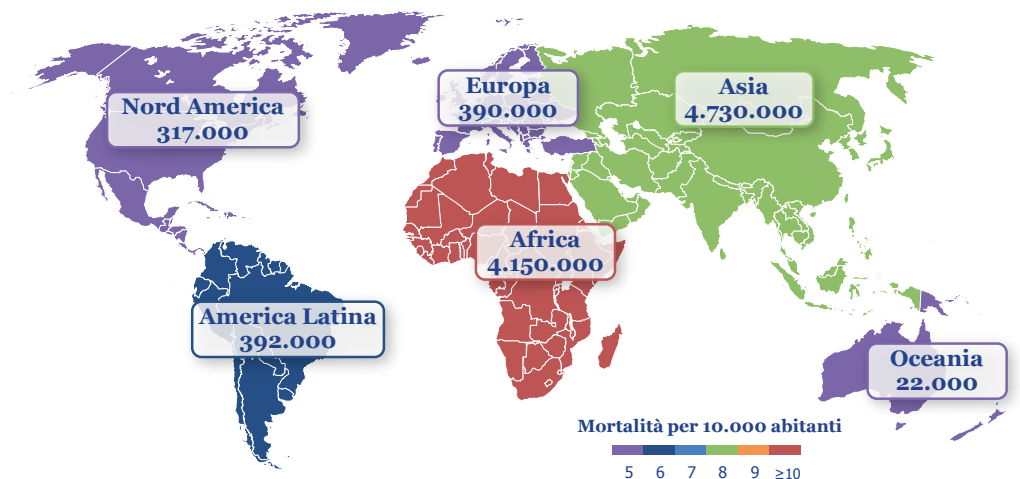 Nord America
317.000
Europa
390.000
Asia
4.730.000
Africa
4.150.000
America Latina
392.000
Oceania
22.000
Mortalità per 10.000 abitanti
5 6 7 8 9 ≥10